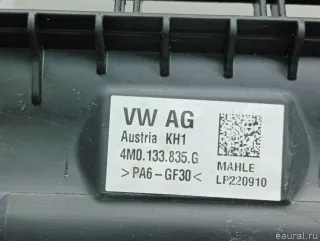 VW AG
Austria KH1
4M0.133.835.G
>PA6-GF30<
MAHLE
LP220910
eaural.ru